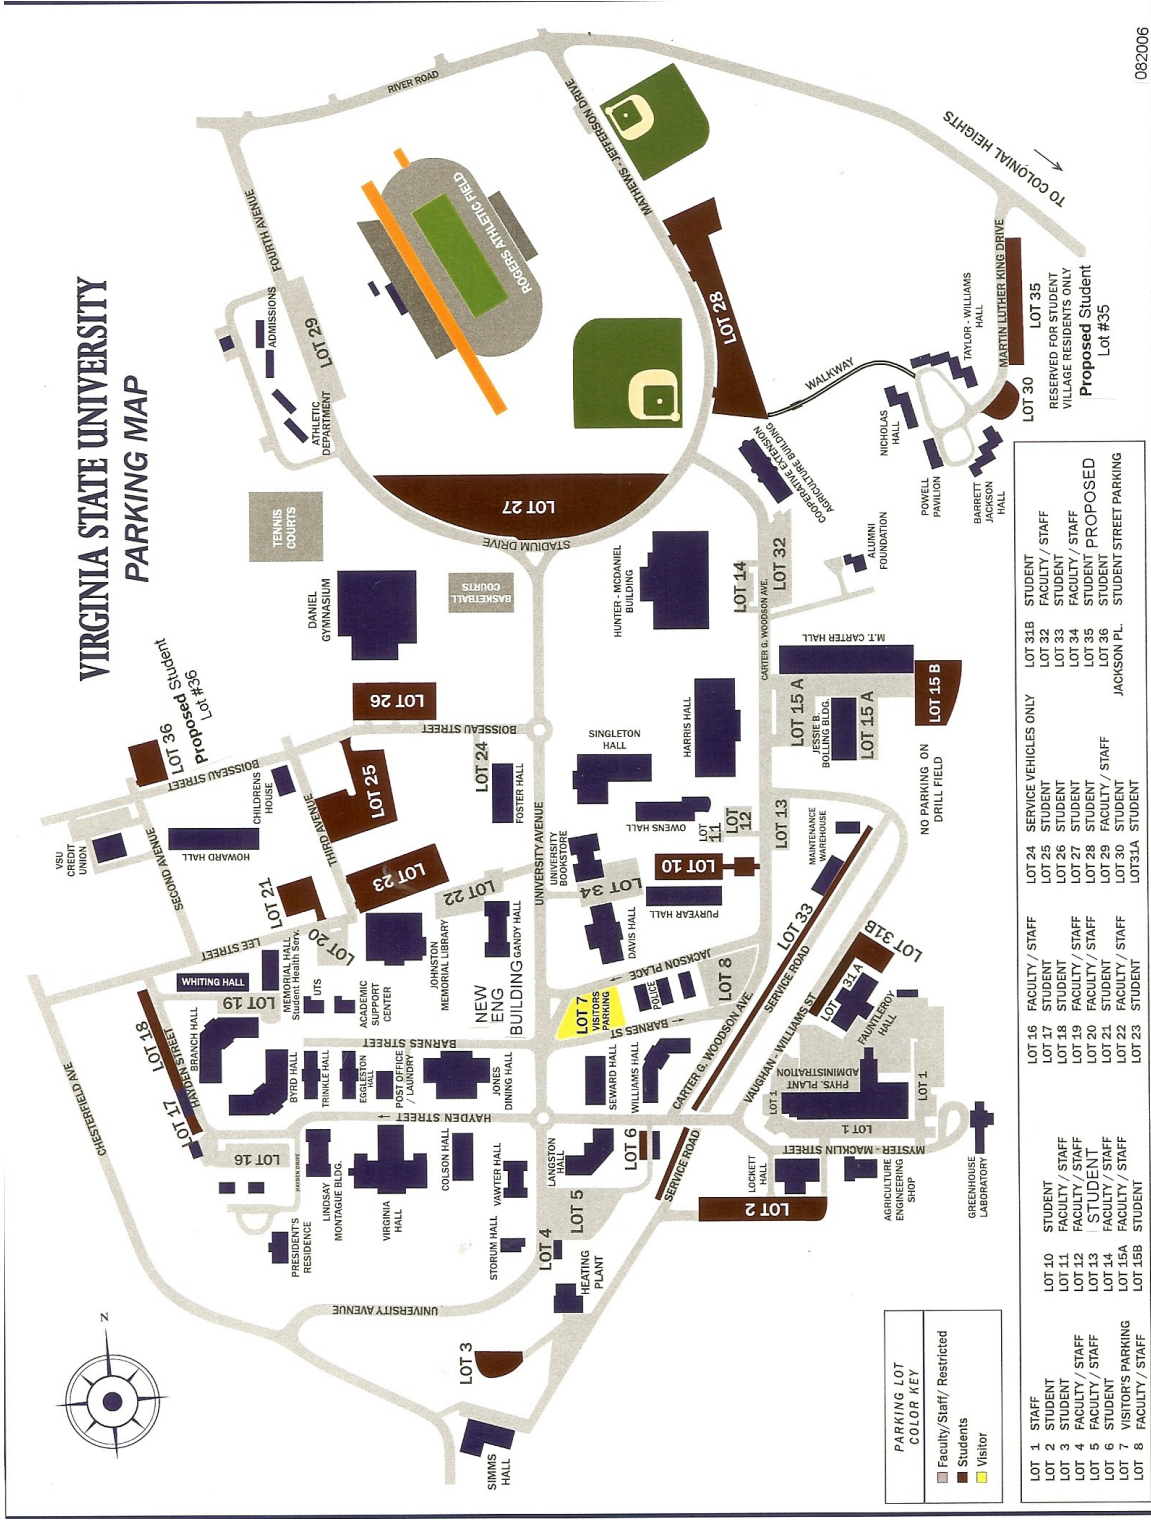 VIRGINIA STATE UNIVERSITY
PARKING MAP
082006
N
RIVER ROAD
FOURTH AVENUE
MATHEWS - JEFFERSON DRIVE
TO COLONIAL HEIGHTS
ROGERS ATHLETIC FIELD
ADMISSIONS
LOT 29
ATHLETIC
DEPARTMENT
LOT 28
WALKWAY
TAYLOR - WILLIAMS
HALL
MARTIN LUTHER KING DRIVE
LOT 35
RESERVED FOR STUDENT
VILLAGE RESIDENTS ONLY
Proposed Student
Lot #35
LOT 30
NICHOLAS
HALL
POWELL
PAVILION
BARRETT
JACKSON
HALL
COOPERATIVE EXTENSION
AGRICULTURE BUILDING
ALUMNI
FOUNDATION
LOT 27
STADIUM DRIVE
TENNIS
COURTS
BASKETBALL
COURTS
DANIEL
GYMNASIUM
HUNTER - MCDANIEL
BUILDING
LOT 14
LOT 32
CARTER G. WOODSON AVE.
M.T. CARTER HALL
LOT 15 A
JESSIE B.
BOLLING BLDG.
LOT 15 A
LOT 15 B
NO PARKING ON
DRILL FIELD
LOT 36
Proposed Student
Lot #36
LOT 26
BOISSEAU STREET
BOISSEAU STREET
LOT 25
LOT 24
FOSTER HALL
CHILDRENS
HOUSE
HOWARD HALL
VSU
CREDIT
UNION
SECOND AVENUE
THIRD AVENUE
LOT 23
LOT 21
LOT 22
LOT 20
LEE STREET
UNIVERSITY AVENUE
SINGLETON
HALL
HARRIS HALL
OWENS HALL
LOT
11
LOT
12
LOT 13
UNIVERSITY
BOOKSTORE
LOT 34
LOT 10
PURYEAR HALL
DAVIS HALL
MAINTENANCE
WAREHOUSE
LOT 33
SERVICE ROAD
LOT 31B
LOT 31 A
FAUNTLEROY
HALL
JACKSON PLACE
LOT 8
POLICE
LOT 7
VISITORS
PARKING
BARNES ST
JOHNSTON
MEMORIAL LIBRARY
GANDY HALL
NEW
ENG
BUILDING
ACADEMIC
SUPPORT
CENTER
UTS
MEMORIAL HALL
Student Health Serv.
WHITING HALL
LOT 19
BRANCH HALL
LOT 18
HAYDEN STREET
LOT 17
CHESTERFIELD AVE
BYRD HALL
TRINKLE HALL
EGGLESTON
HALL
POST OFFICE
/ LAUNDRY
BARNES STREET
JONES
DINING HALL
HAYDEN STREET
SEWARD HALL
WILLIAMS HALL
CARTER G. WOODSON AVE
VAUGHAN - WILLIAMS ST
PHYS. PLANT
ADMINISTRATION
LOT 1
LOT 1
LOT 1
MYSTER - MACKLIN STREET
GREENHOUSE
LABORATORY
AGRICULTURE
ENGINEERING
SHOP
LOCKETT
HALL
LOT 2
SERVICE ROAD
LOT 6
LANGSTON
HALL
LOT 5
LOT 4
HEATING
PLANT
STORUM HALL
VAWTER HALL
COLSON HALL
VIRGINIA
HALL
LINDSAY
MONTAGUE BLDG.
HAYDEN DRIVE
LOT 16
PRESIDENT'S
RESIDENCE
UNIVERSITY AVENUE
LOT 3
SIMMS
HALL
PARKING LOT
COLOR KEY
Faculty/Staff/ Restricted
Students
Visitor
LOT 1 STAFF
LOT 2 STUDENT
LOT 3 STUDENT
LOT 4 FACULTY / STAFF
LOT 5 FACULTY / STAFF
LOT 6 STUDENT
LOT 7 VISITOR'S PARKING
LOT 8 FACULTY / STAFF
LOT 10 STUDENT
LOT 11 FACULTY / STAFF
LOT 12 FACULTY / STAFF
LOT 13 STUDENT
LOT 14 FACULTY / STAFF
LOT 15A FACULTY / STAFF
LOT 15B STUDENT
LOT 16 FACULTY / STAFF
LOT 17 STUDENT
LOT 18 STUDENT
LOT 19 FACULTY / STAFF
LOT 20 FACULTY / STAFF
LOT 21 STUDENT
LOT 22 FACULTY / STAFF
LOT 23 STUDENT
LOT 24 SERVICE VEHICLES ONLY
LOT 25 STUDENT
LOT 26 STUDENT
LOT 27 STUDENT
LOT 28 STUDENT
LOT 29 FACULTY / STAFF
LOT 30 STUDENT
LOT31A STUDENT
LOT 31B STUDENT
LOT 32 FACULTY / STAFF
LOT 33 STUDENT
LOT 34 FACULTY / STAFF
LOT 35 STUDENT PROPOSED
LOT 36 STUDENT
JACKSON PL. STUDENT STREET PARKING